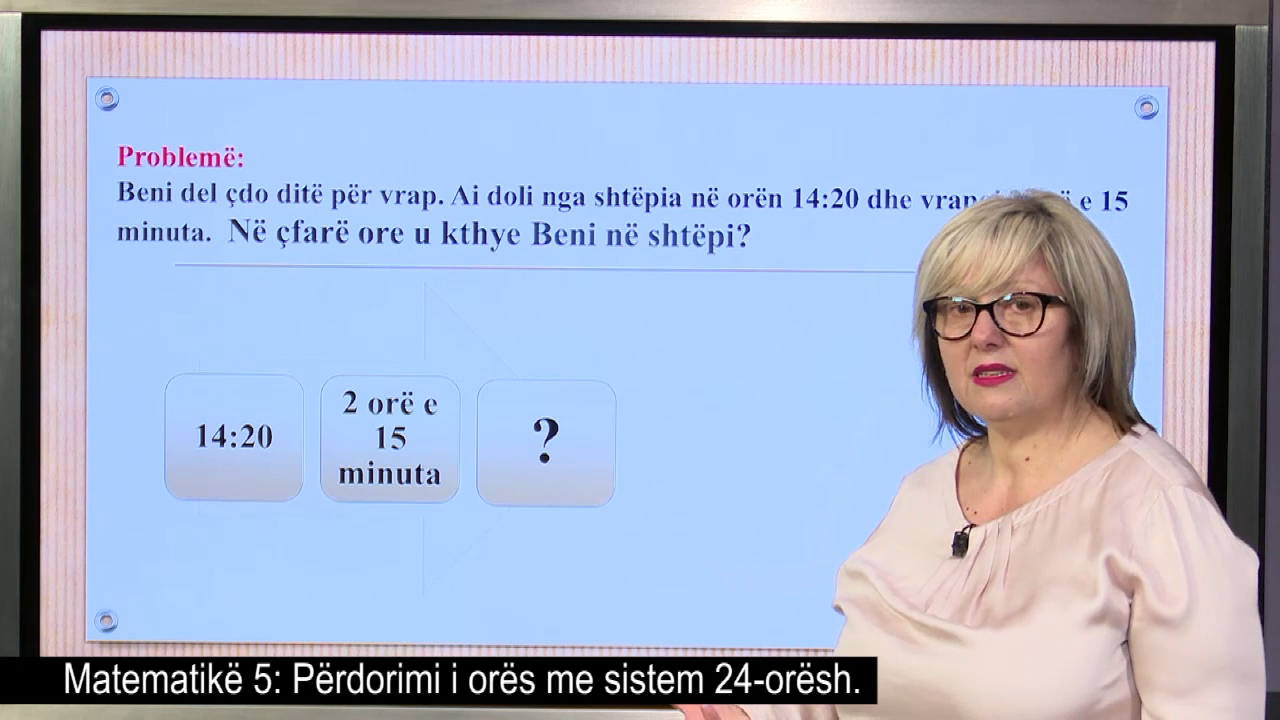 Problemë:
Beni del çdo ditë për vrap. Ai doli nga shtëpia në orën 14:20 dhe e 15
minuta. Në çfarë ore u kthye Beni në shtëpi?
14:20
2 orë e
15
minuta
?
Matematikë 5: Përdorimi i orës me sistem 24-orësh.